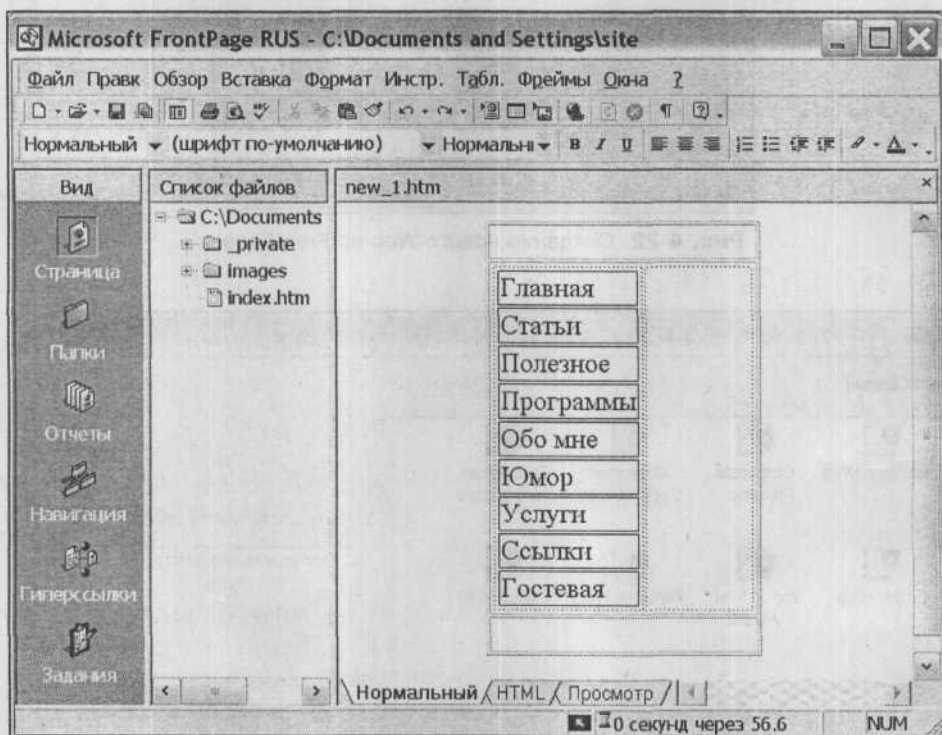 Microsoft FrontPage RUS - C:\Documents and Settings\site
Файл Правк Обзор Вставка Формат Инстр. Табл. Фреймы Окна ?
Нормальный (шрифт по-умолчанию) Нормальн
Вид
Страница
Папки
Отчеты
Навигация
Гиперссылки
Задания
Список файлов
C:\Documents
_private
images
index.htm
new_1.htm
Главная
Статьи
Полезное
Программы
Обо мне
Юмор
Услуги
Ссылки
Гостевая
Нормальный HTML Просмотр
0 секунд через 56.6 NUM